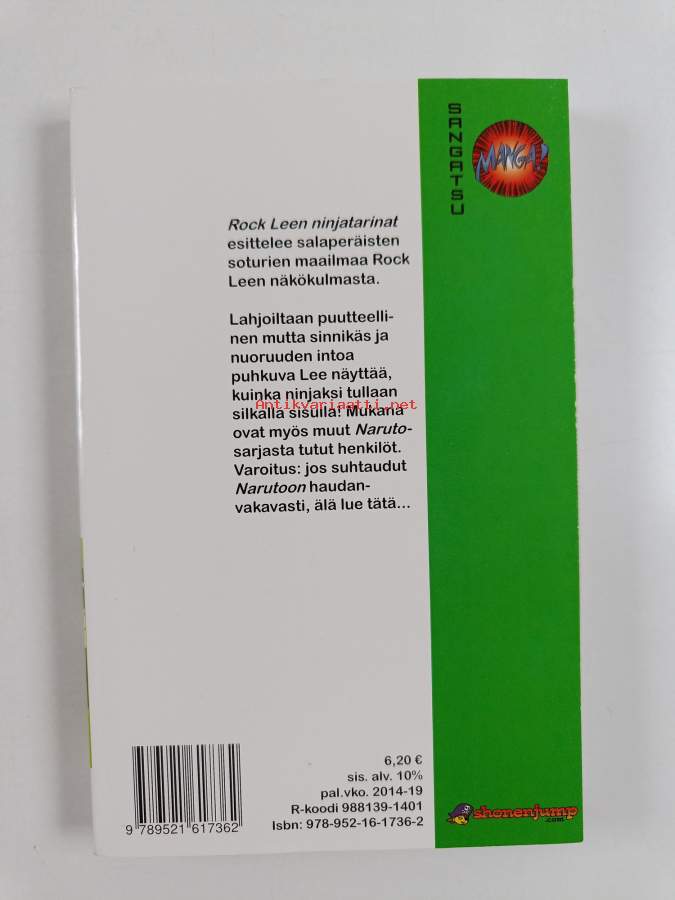 SANGATSU
MANGA!
Rock Leen ninjatarinat
esittelee salaperäisten
soturien maailmaa Rock
Leen näkökulmasta.
Lahjoiltaan puutteelli-
nen mutta sinnikäs ja
nuoruuden intoa
puhkuva Lee näyttää,
kuinka ninjaksi tullaan
silkalla sisulla! Mukana
Antikvariaatti.net
ovat myös muut Naruto-
sarjasta tutut henkilöt.
Varoitus: jos suhtaudut
Narutoon haudan-
vakavasti, älä lue tätä...
6,20 €
sis. alv. 10%
pal.vko. 2014-19
R-koodi 988139-1401
Isbn: 978-952-16-1736-2
9 789521 617362
shonenjump
.com